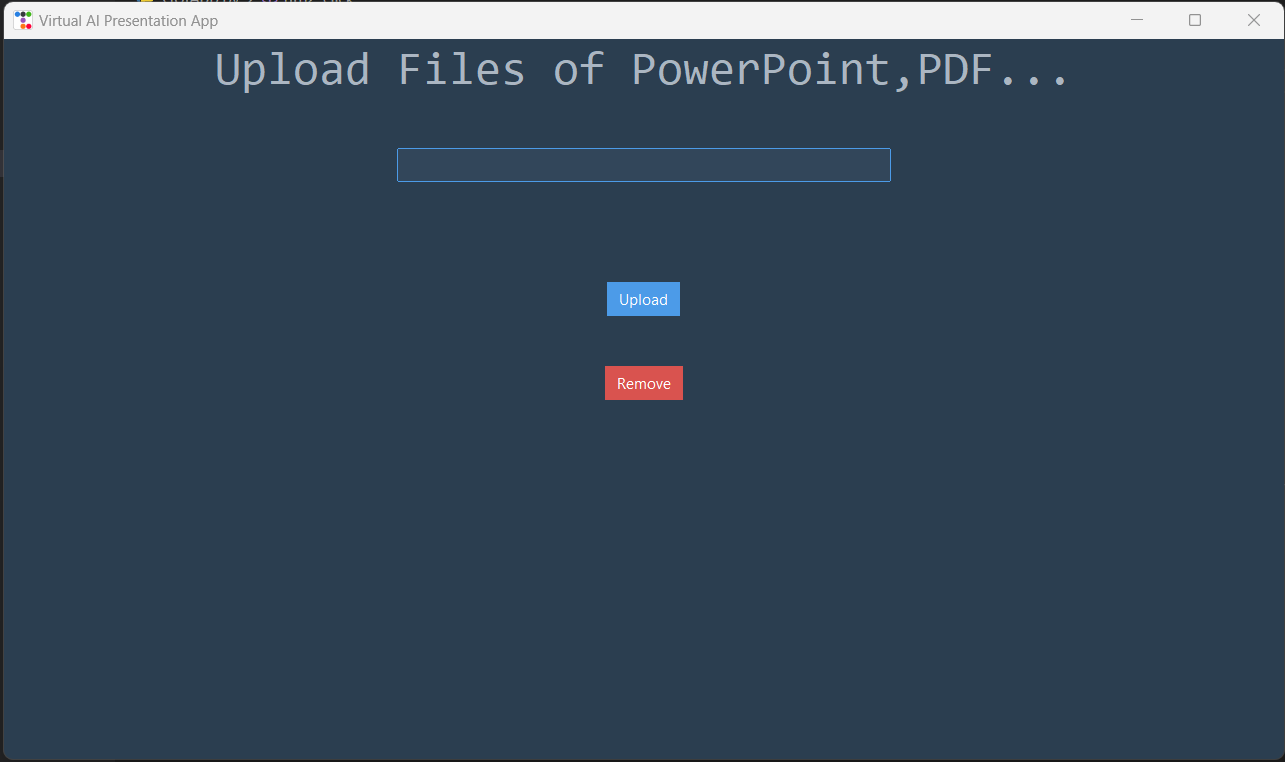 Virtual AI Presentation App
Upload Files of PowerPoint,PDF...
Upload
Remove